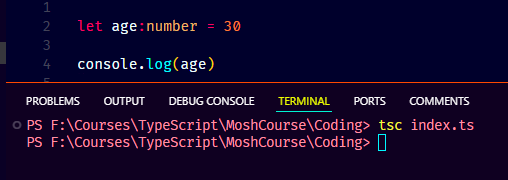 1
2 let age:number = 30
3
4 console.log(age)
PROBLEMS OUTPUT DEBUG CONSOLE TERMINAL PORTS COMMENTS
PS F:\Courses\TypeScript\MoshCourse\Coding> tsc index.ts
PS F:\Courses\TypeScript\MoshCourse\Coding>